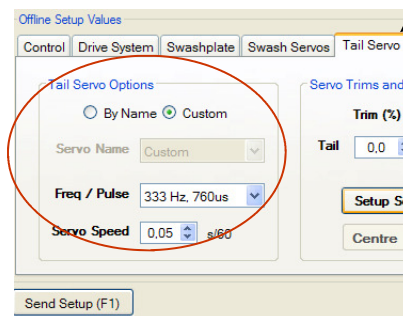 Offline Setup Values
Control Drive System Swashplate Swash Servos Tail Servo
Tail Servo Options
Servo Trims and
By Name Custom
Trim (%)
Servo Name Custom
Tail 0,0
Freq / Pulse 333 Hz, 760us
Setup
Servo Speed 0,05 s/60
Centre
Send Setup (F1)